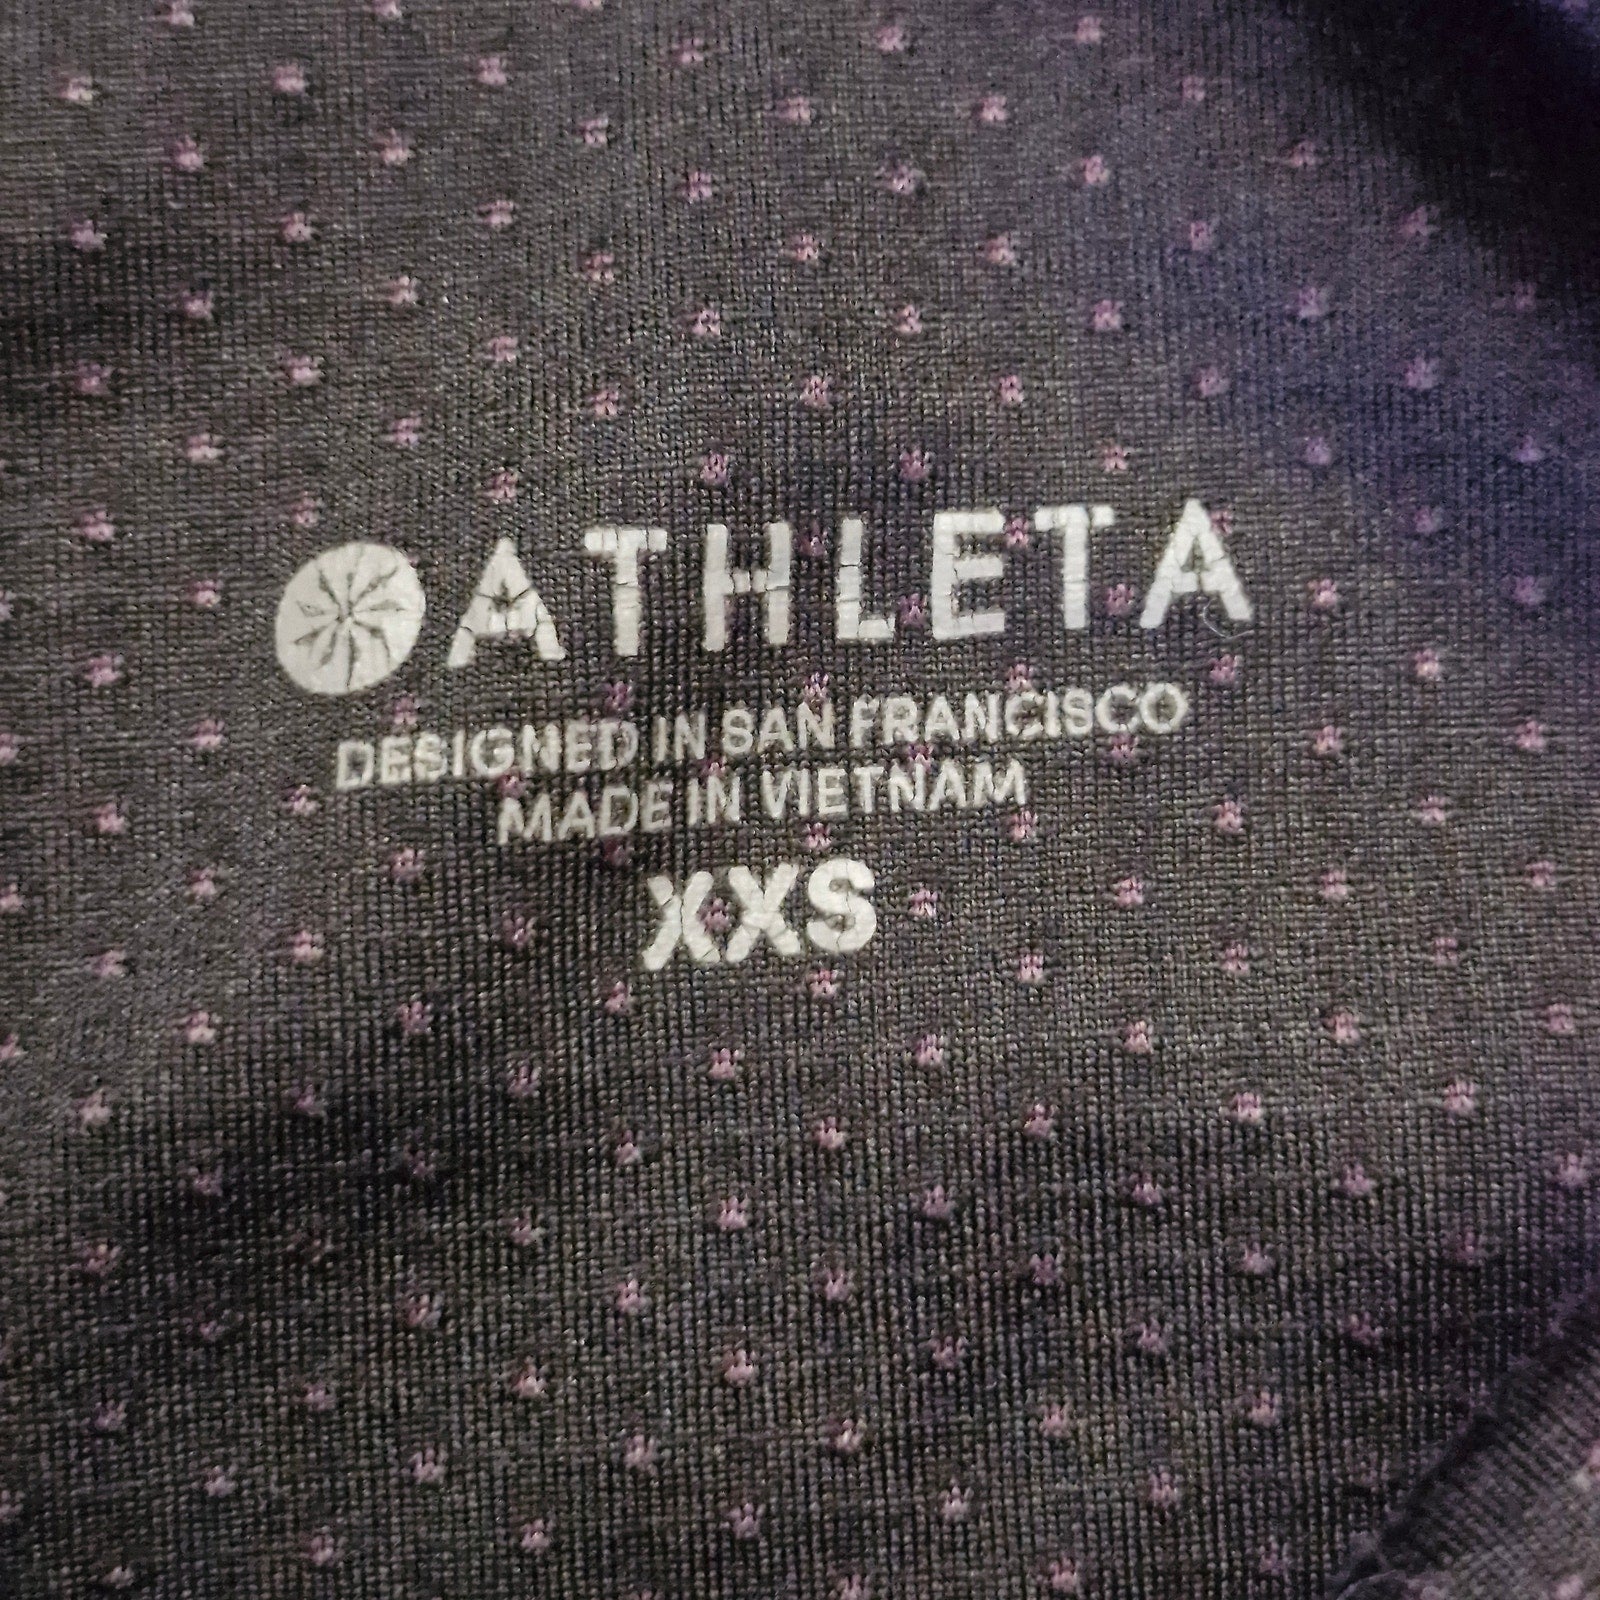 ATHLETA
DESIGNED IN SAN FRANCISCO
MADE IN VIETNAM
XXS